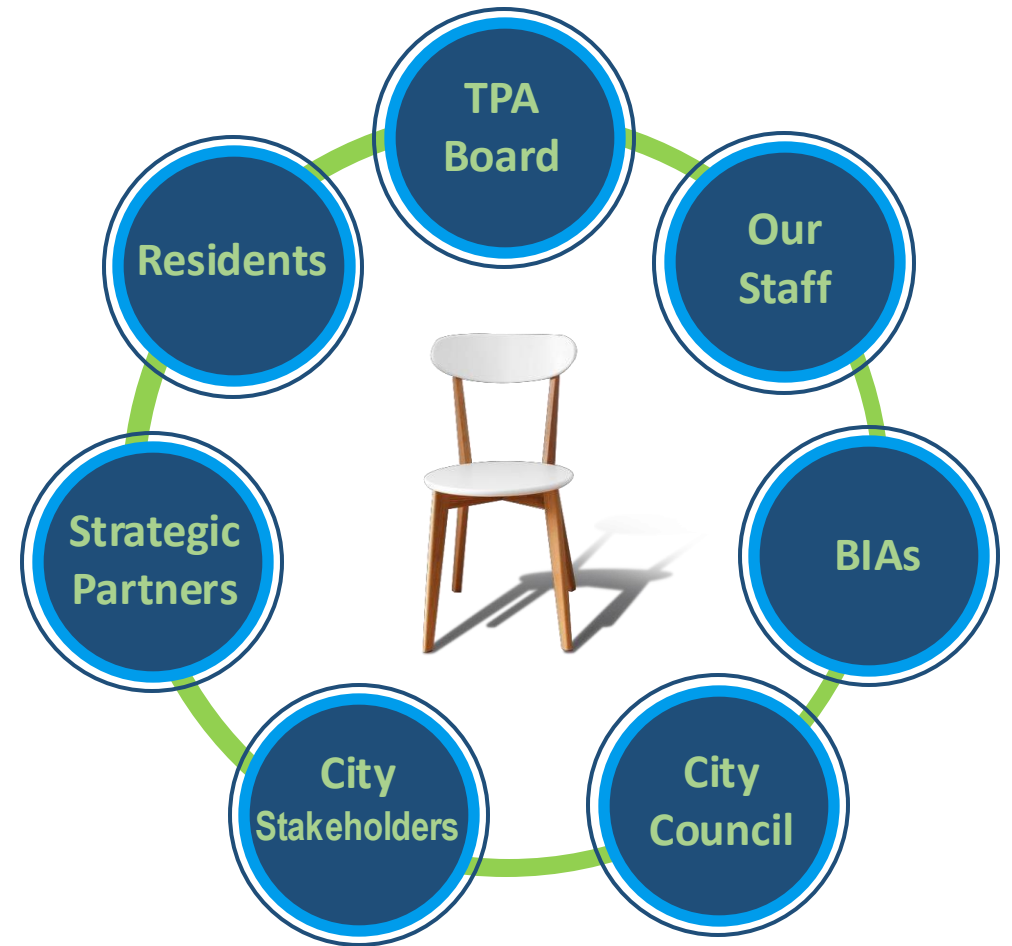 TPA
Board
Our
Staff
BIAs
City
Council
City
Stakeholders
Strategic
Partners
Residents